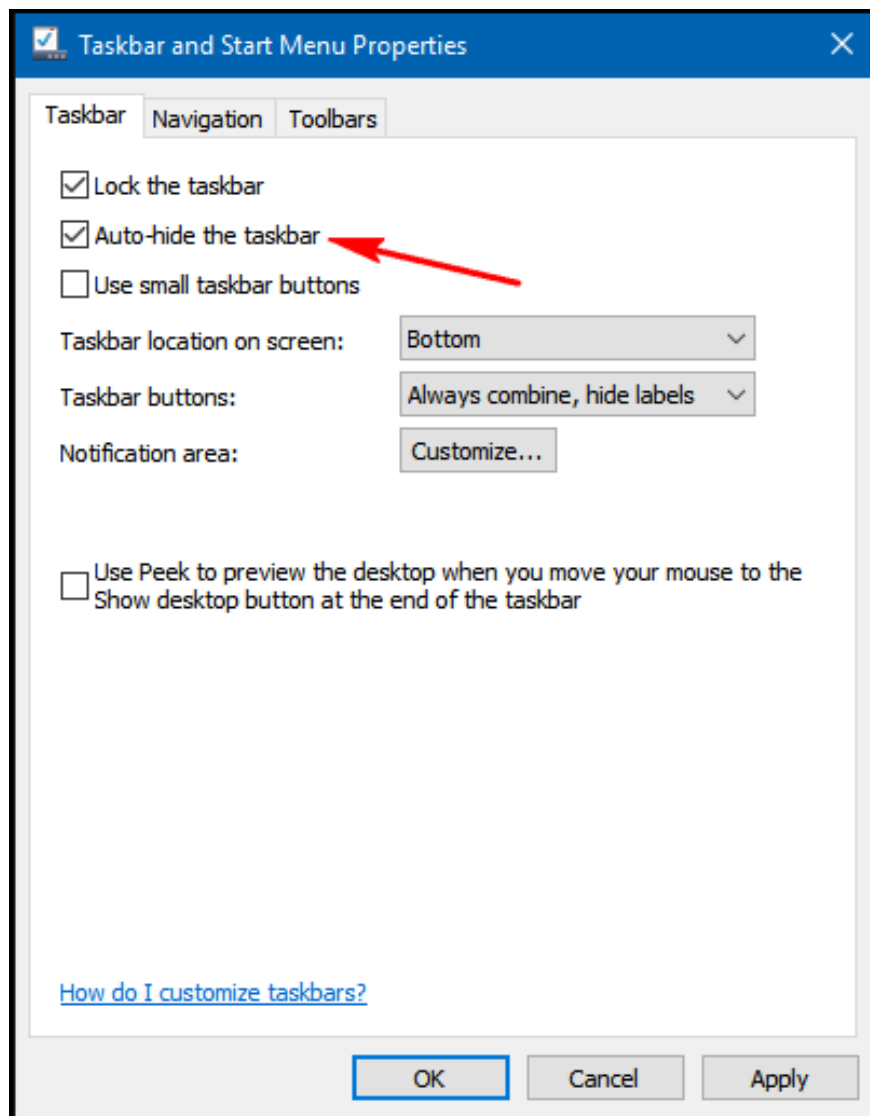 Taskbar and Start Menu Properties
Taskbar
Navigation
Toolbars
Lock the taskbar
Auto-hide the taskbar
Use small taskbar buttons
Taskbar location on screen:
Bottom
Taskbar buttons:
Always combine, hide labels
Notification area:
Customize...
Use Peek to preview the desktop when you move your mouse to the
Show desktop button at the end of the taskbar
How do I customize taskbars?
OK
Cancel
Apply